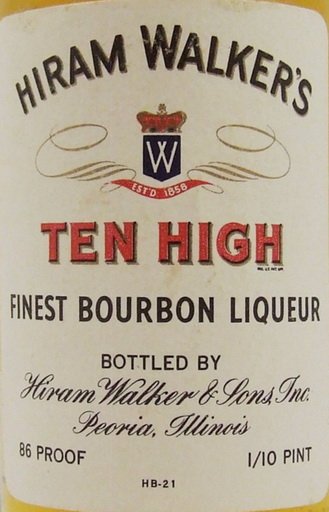 HIRAM WALKER'S
W
EST'D 1858
TEN HIGH
FINEST BOURBON LIQUEUR
BOTTLED BY
Hiram Walker & Sons, Inc.
Peoria, Illinois
86 PROOF 1/10 PINT
HB-21